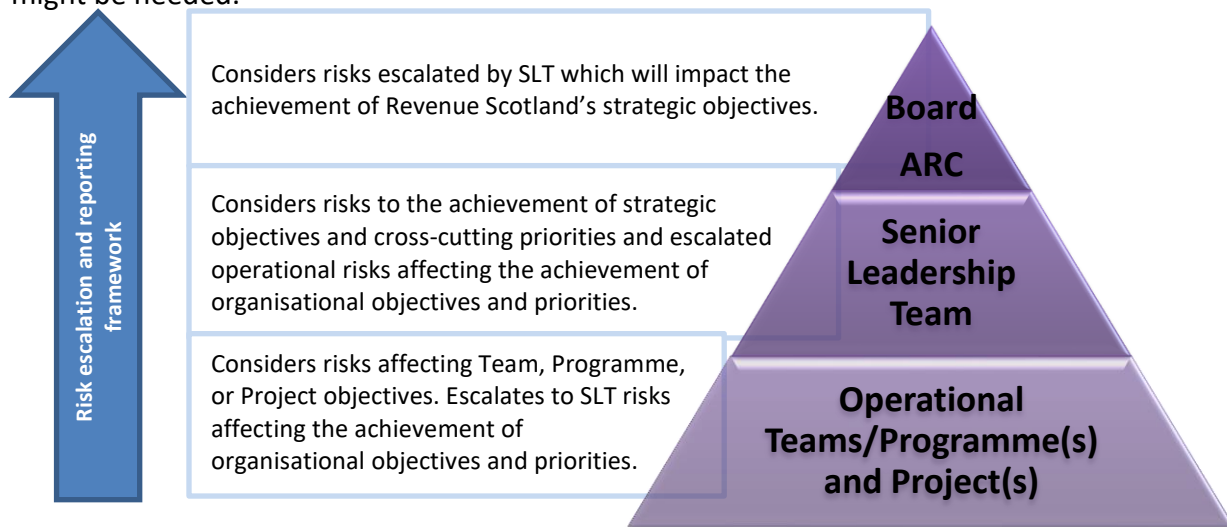 might be needed.
Risk escalation and reporting
framework
Considers risks escalated by SLT which will impact the
achievement of Revenue Scotland’s strategic objectives.
Board
ARC
Considers risks to the achievement of strategic
objectives and cross-cutting priorities and escalated
operational risks affecting the achievement of
organisational objectives and priorities.
Senior
Leadership
Team
Considers risks affecting Team, Programme,
or Project objectives. Escalates to SLT risks
affecting the achievement of
organisational objectives and priorities.
Operational
Teams/Programme(s)
and Project(s)